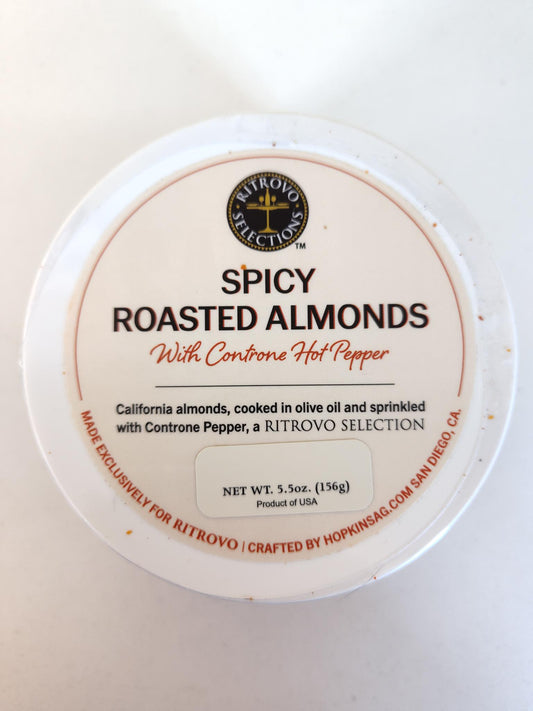 RITROVO
SELECTIONS
TM
SPICY
ROASTED ALMONDS
With Controne Hot Pepper
California almonds, cooked in olive oil and sprinkled
with Controne Pepper, a RITROVO SELECTION
NET WT. 5.5oz. (156g)
Product of USA
MADE EXCLUSIVELY FOR RITROVO | CRAFTED BY HOPKINSAG.COM SAN DIEGO, CA.